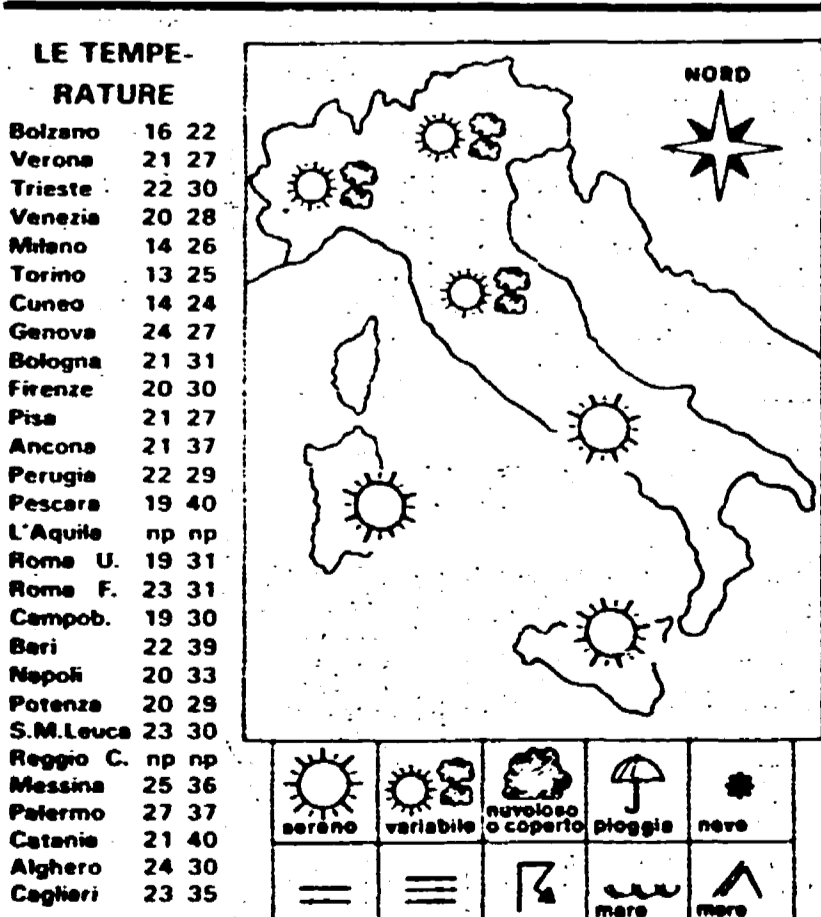 LE TEMPE-
RATURE
Bolzano 16 22
Verona 21 27
Trieste 22 30
Venezia 20 28
Milano 14 26
Torino 13 25
Cuneo 14 24
Genova 24 27
Bologna 21 31
Firenze 20 30
Pisa 21 27
Ancona 21 37
Perugia 22 29
Pescara 19 40
L'Aquila np np
Roma U. 19 31
Roma F. 23 31
Campob. 19 30
Bari 22 39
Napoli 20 33
Potenza 20 29
S.M.Leuca 23 30
Reggio C. np np
Messina 25 36
Palermo 27 37
Catania 21 40
Alghero 24 30
Cagliari 23 35
NORD
sereno
variabile
nuvoloso
o coperto
pioggia
neve
mare
mare